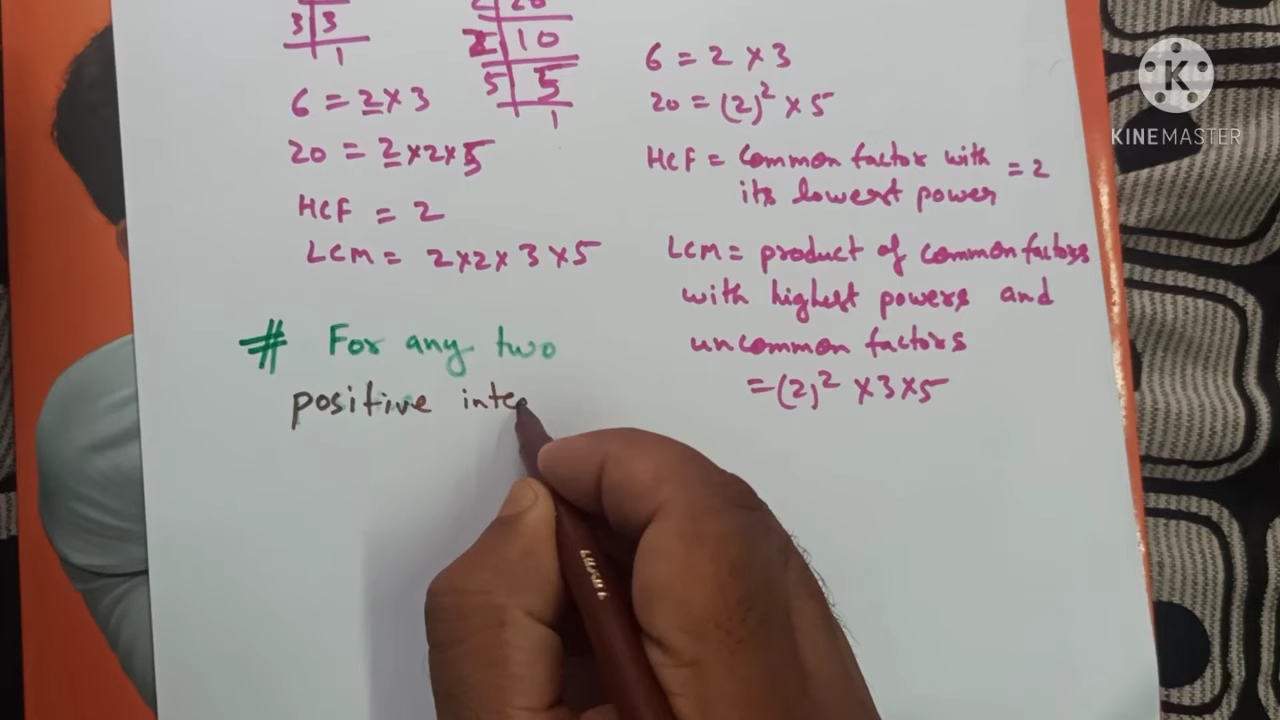 3 3
1
2 20
2 10
5 5
1
6 = 2 × 3
20 = 2 × 2 × 5
HCF = 2
LCM = 2 × 2 × 3 × 5
# For any two
positive inte
6 = 2 × 3
20 = (2)² × 5
HCF = Common factor with = 2
its lowest power
LCM = product of common factors
with highest powers and
uncommon factors
= (2)² × 3 × 5
K
KINEMASTER